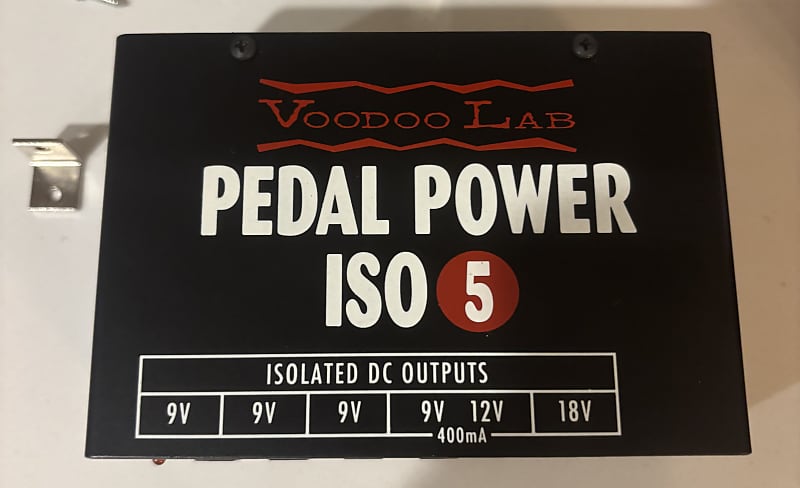 VOODOO LAB
PEDAL POWER
ISO 5
ISOLATED DC OUTPUTS
9V 9V 9V 9V 12V 18V
400mA